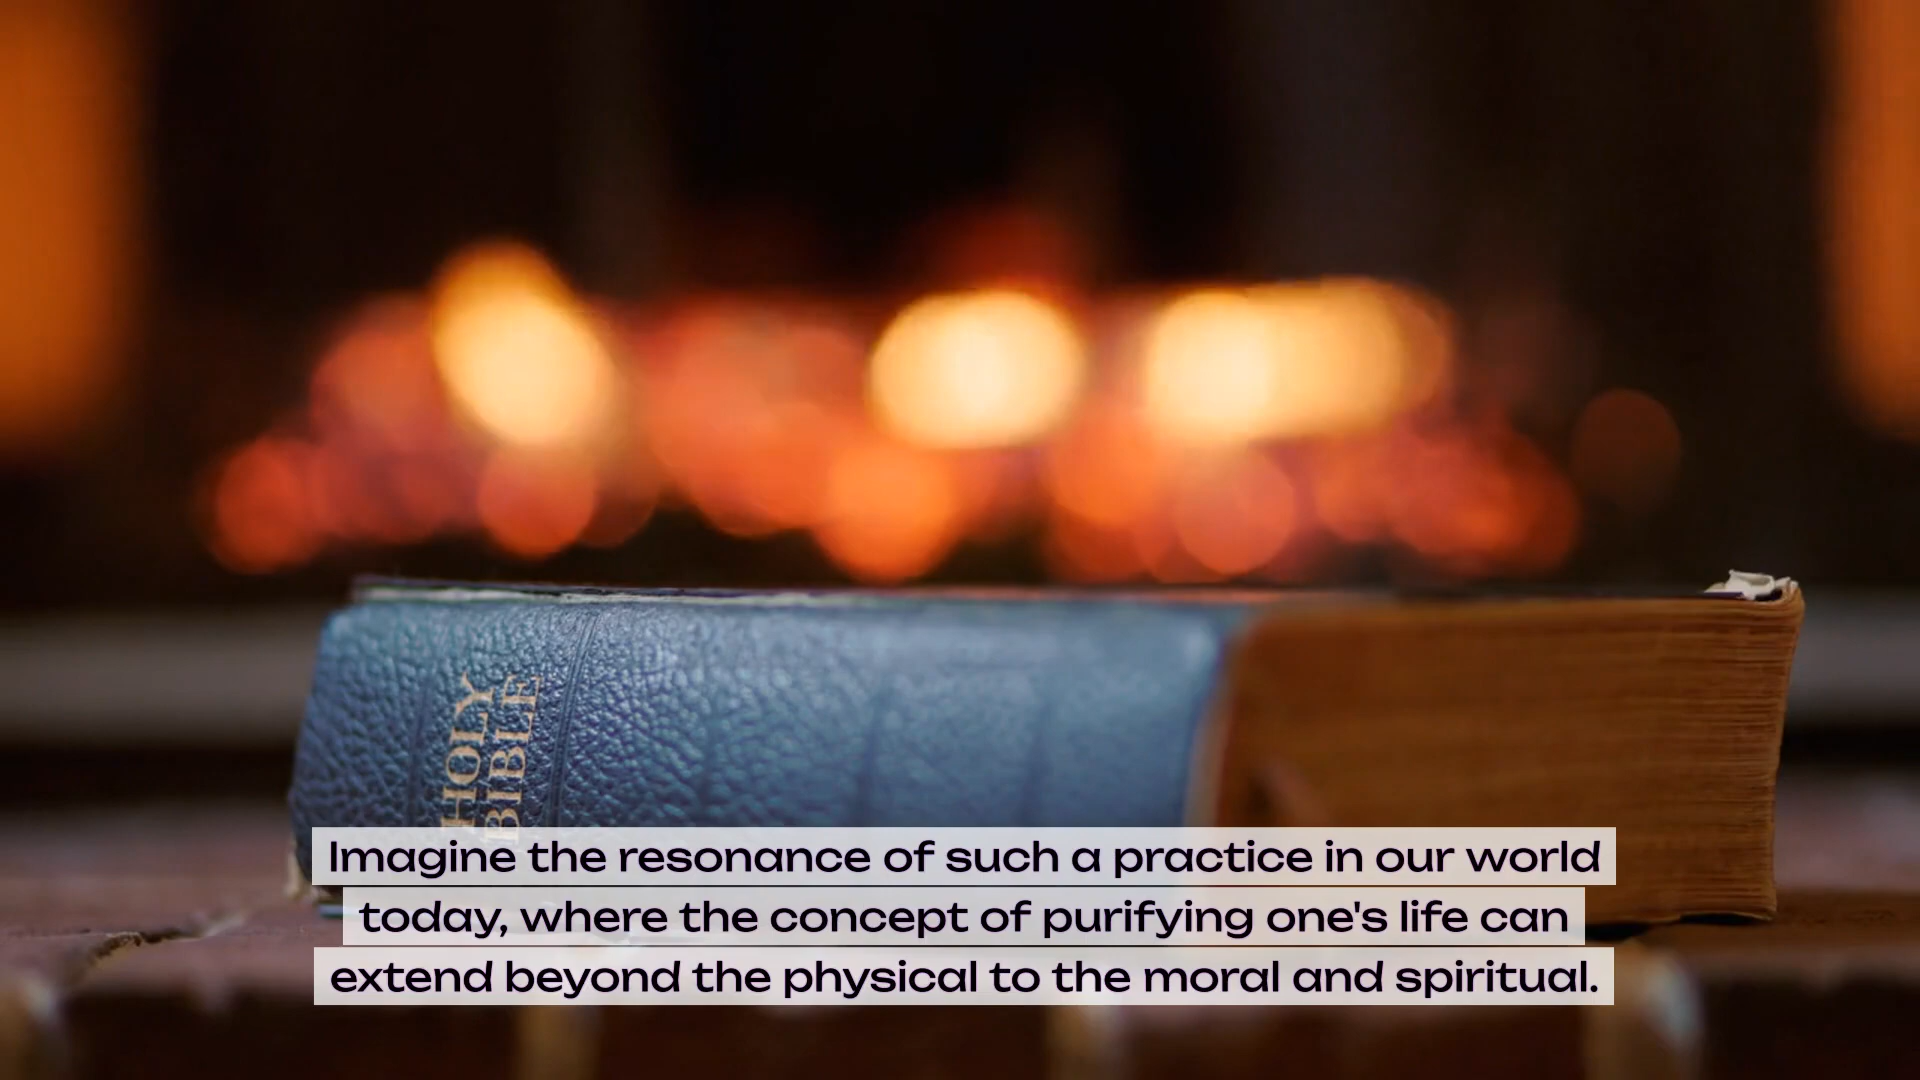 HOLY
BIBLE
Imagine the resonance of such a practice in our world
today, where the concept of purifying one's life can
extend beyond the physical to the moral and spiritual.